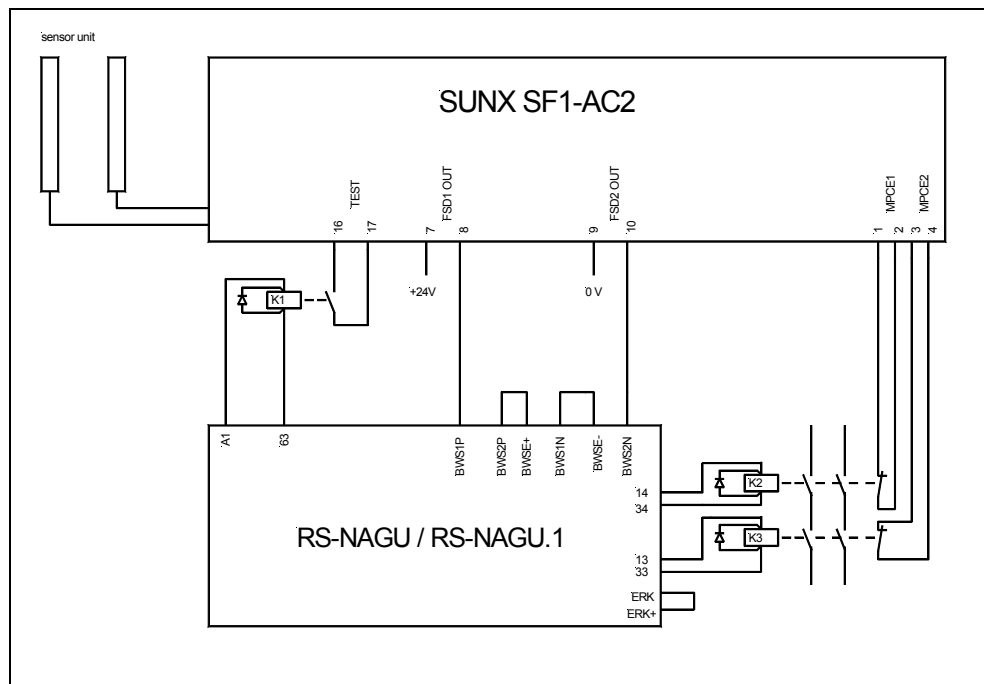 sensor unit
SUNX SF1-AC2
TEST
FSD1 OUT
FSD2 OUT
MPCE1
MPCE2
16
17
7
8
9
10
1
2
3
4
K1
+24V
0 V
A1
63
BWS1P
BWS2P
BWSE+
BWS1N
BWSE-
BWS2N
14
34
K2
RS-NAGU / RS-NAGU.1
13
33
K3
ERK
ERK+